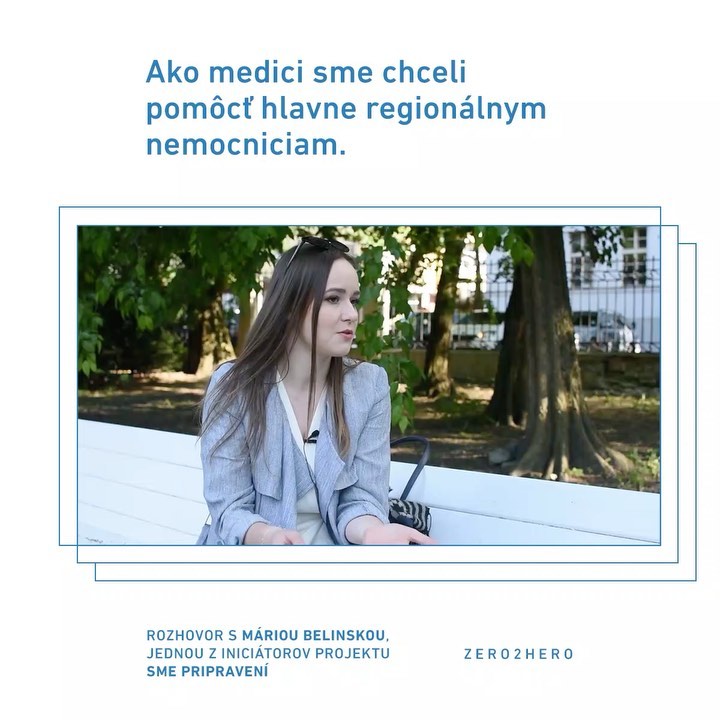 Ako medici sme chceli
pomôcť hlavne regionálnym
nemocniciam.
ROZHOVOR S MÁRIOU BELINSKOU,
JEDNOU Z INICIÁTOROV PROJEKTU
SME PRIPRAVENÍ
ZERO2HERO